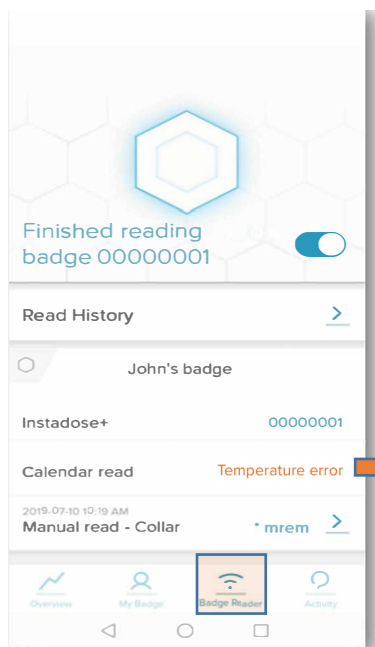 Finished reading
badge 00000001
Read History
John's badge
Instadose+ 00000001
Calendar read Temperature error
2019-07-10 10:19 AM
Manual read - Collar * mrem
Overview My Badge Badge Reader Activity